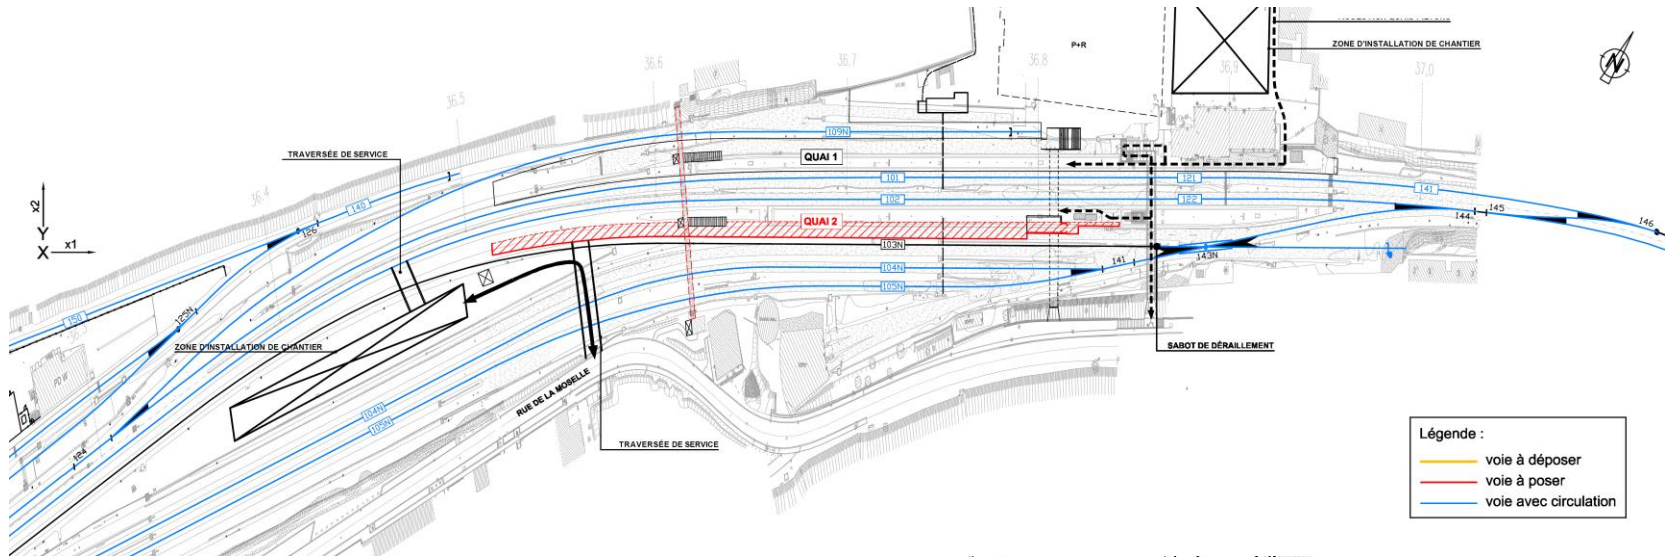 ZONE D'INSTALLATION DE CHANTIER
P+R
N
36.6
36.7
36.8
36,9
37,0
36.5
36.4
109N
TRAVERSÉE DE SERVICE
QUAI 1
101
121
141
140
126
102
122
x2
Y
X
x1
QUAI 2
144
145
146
103N
143N
141
104N
105N
150
125N
ZONE D'INSTALLATION DE CHANTIER
PD W
SABOT DE DÉRAILLEMENT
RUE DE LA MOSELLE
104N
105N
124
TRAVERSÉE DE SERVICE
Légende :
voie à déposer
voie à poser
voie avec circulation